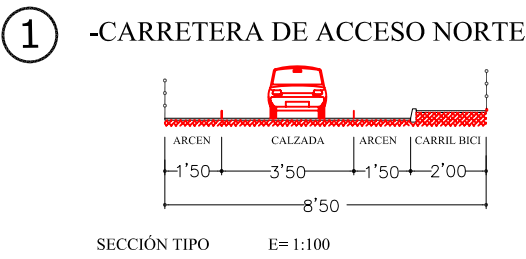 1 -CARRETERA DE ACCESO NORTE
ARCEN CALZADA ARCEN CARRIL BICI
1'50 3'50 1'50 2'00
8'50
SECCIÓN TIPO E= 1:100